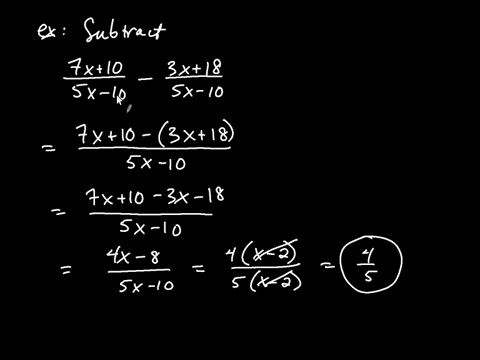 ex: Subtract
(7x+10)/(5x-10) - (3x+18)/(5x-10)
= (7x+10-(3x+18))/(5x-10)
= (7x+10-3x-18)/(5x-10)
= (4x-8)/(5x-10) = 4(x-2)/5(x-2) = 4/5